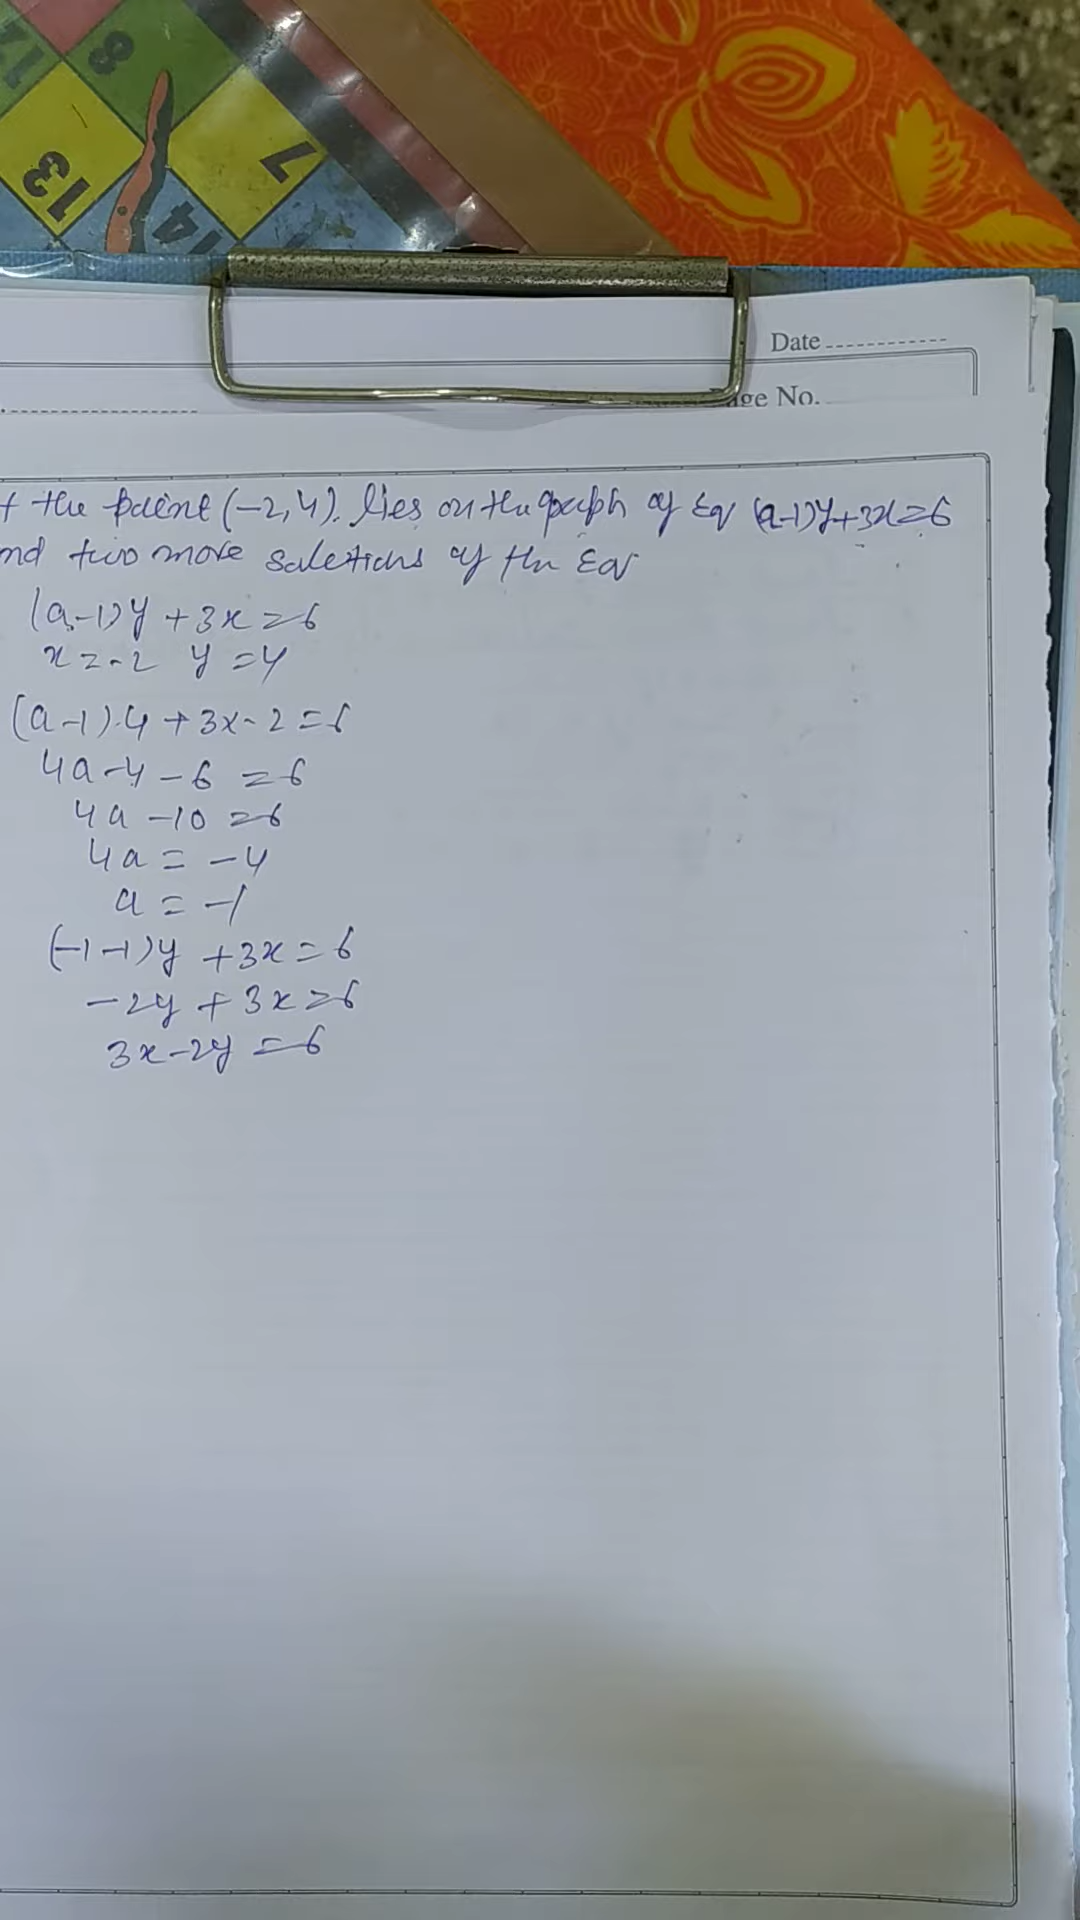 8
13
7
14
Date
ge No.
the paint (-2,4). lies on the graph of Eq (a-1)y+3x=6
nd two more solutions of the Eq
(a-1)y + 3x = 6
x = -2 y = 4
(a-1).4 + 3x-2 = 6
4a-4-6 = 6
4a-10 = 6
4a = -4
a = -1
(-1-1)y + 3x = 6
-2y + 3x = 6
3x-2y = 6